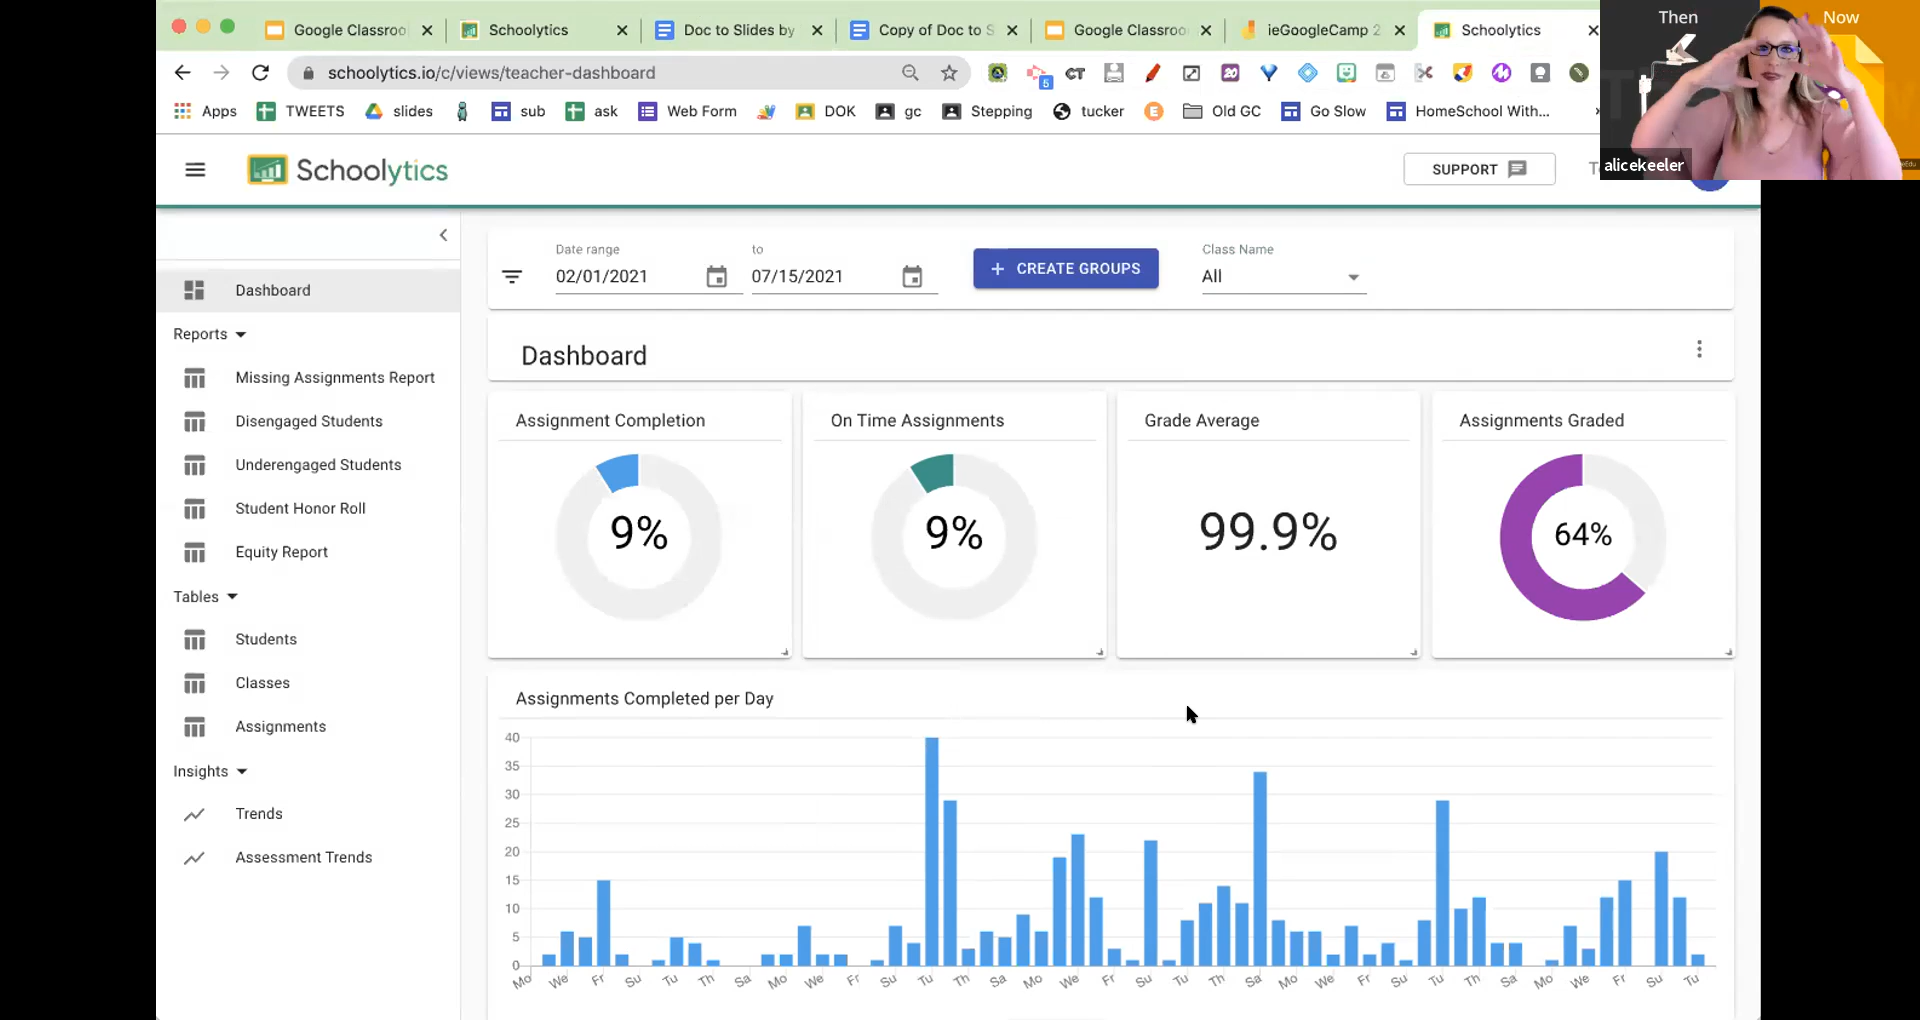 Google Classroo
Schoolytics
Doc to Slides by
Copy of Doc to S
Google Classroo
ieGoogleCamp 2
Schoolytics
Then
Now
schoolytics.io/c/views/teacher-dashboard
5
CT
20
Apps
TWEETS
slides
sub
ask
Web Form
DOK
gc
Stepping
tucker
E
Old GC
Go Slow
HomeSchool With...
alicekeeler
Schoolytics
SUPPORT
Date range
to
Class Name
02/01/2021
07/15/2021
+ CREATE GROUPS
All
Dashboard
Reports
Missing Assignments Report
Disengaged Students
Underengaged Students
Student Honor Roll
Equity Report
Tables
Students
Classes
Assignments
Insights
Trends
Assessment Trends
Dashboard
Assignment Completion
On Time Assignments
Grade Average
Assignments Graded
9%
9%
99.9%
64%
Assignments Completed per Day
40
35
30
25
20
15
10
5
0
Mo We Fr Su Tu Th Sa Mo We Fr Su Tu Th Sa Mo We Fr Su Tu Th Sa Mo We Fr Su Tu Th Sa Mo We Fr Su Tu